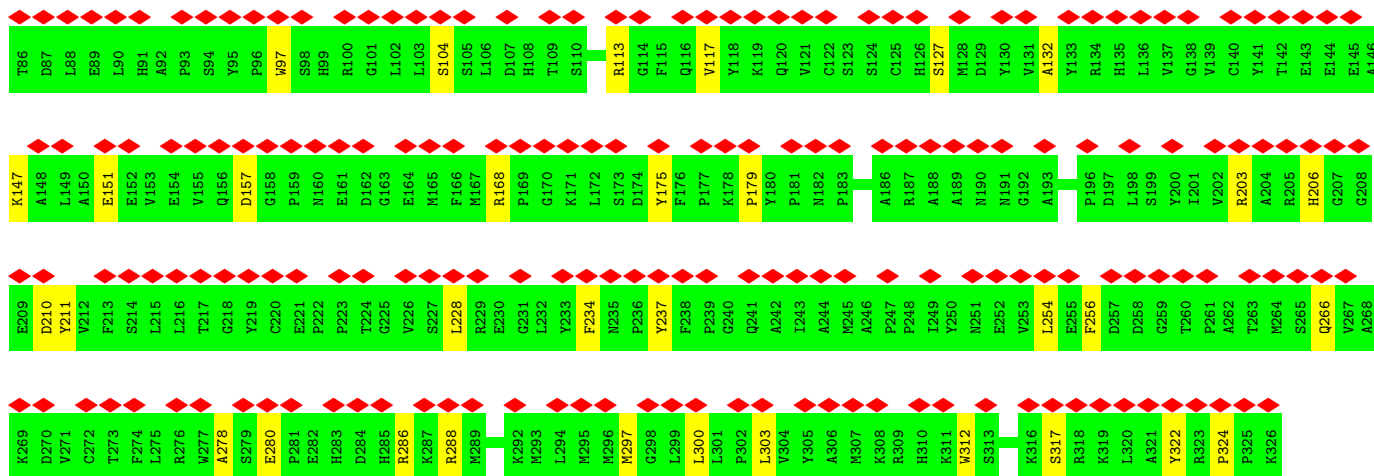 T86 D87 L88 E89 L90 H91 A92 P93 S94 Y95 P96 W97 S98 H99 R100 G101 L102 L103 S104 S105 L106 D107 H108 T109 S110 R113 G114 F115 Q116 V117 Y118 K119 Q120 V121 C122 S123 S124 C125 H126 S127 M128 D129 Y130 V131 A132 Y133 R134 H135 L136 V137 G138 V139 C140 Y141 T142 E143 E144 E145 A146
K147 A148 L149 A150 E151 E152 V153 E154 V155 Q156 D157 G158 P159 N160 E161 D162 G163 E164 M165 F166 M167 R168 P169 G170 K171 L172 S173 D174 Y175 F176 P177 K178 P179 Y180 P181 N182 P183 A186 R187 A188 A189 N190 N191 G192 A193 P196 D197 L198 S199 Y200 I201 V202 R203 A204 R205 H206 G207 G208
E209 D210 Y211 V212 F213 S214 L215 L216 T217 G218 Y219 C220 E221 P222 P223 T224 G225 V226 S227 L228 R229 E230 G231 L232 Y233 F234 N235 P236 Y237 F238 P239 G240 Q241 A242 I243 A244 M245 A246 P247 P248 I249 Y250 N251 E252 V253 L254 E255 F256 D257 D258 G259 T260 P261 A262 T263 M264 S265 Q266 V267 A268
K269 D270 V271 C272 T273 F274 L275 R276 W277 A278 S279 E280 P281 E282 H283 D284 H285 R286 K287 R288 M289 K292 M293 L294 M295 M296 M297 G298 L299 L300 L301 P302 L303 V304 Y305 A306 M307 K308 R309 H310 K311 W312 S313 K316 S317 R318 K319 L320 A321 Y322 R323 P324 P325 K326